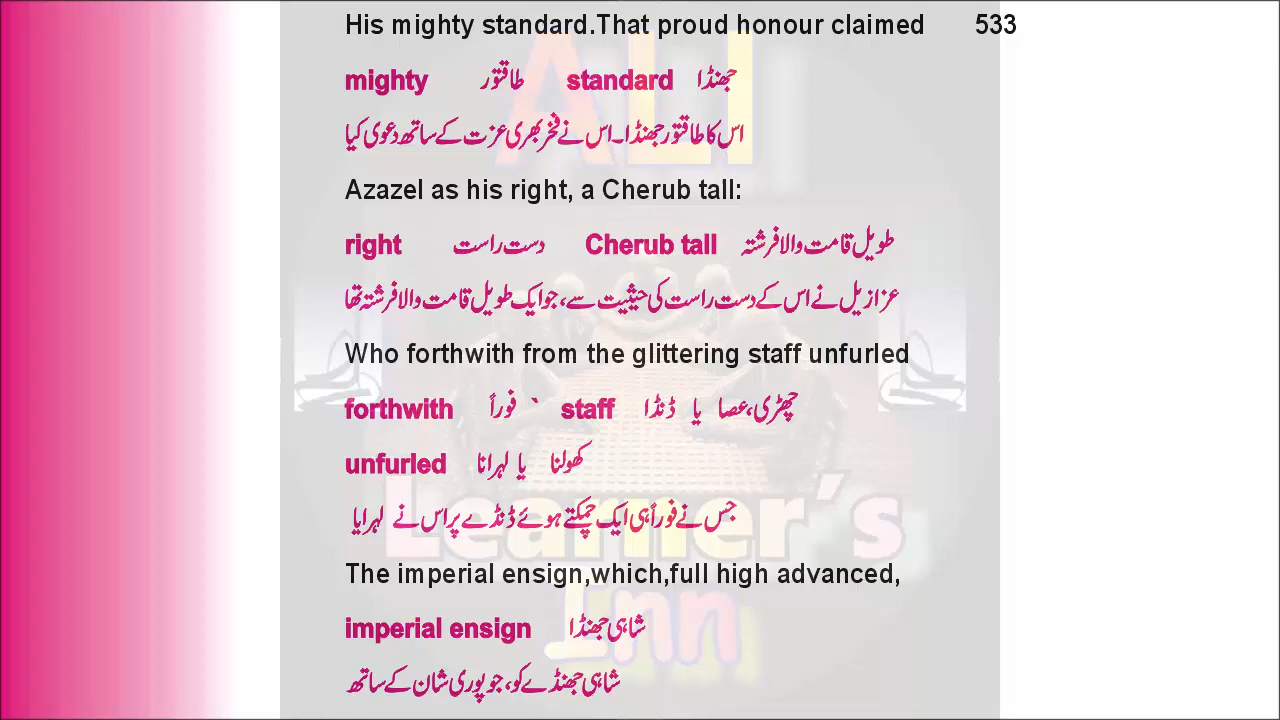 His mighty standard.That proud honour claimed 533
mighty طاقتور standard جھنڈا
اس کا طاقتور جھنڈا۔اس نے فخر بھری عزت کے ساتھ دعوی کیا
Azazel as his right, a Cherub tall:
right دست راست Cherub tall طویل قامت والا فرشتہ
عزازیل نے اس کے دست راست کی حیثیت سے، جو ایک طویل قامت والا فرشتہ تھا
Who forthwith from the glittering staff unfurled
forthwith فوراً ` staff چھڑی،عصا یا ڈنڈا
unfurled کھولنا یا لہرانا
جس نے فوراً ہی ایک چمکتے ہوئے ڈنڈے پر اس نے لہرایا
The imperial ensign,which,full high advanced,
imperial ensign شاہی جھنڈا
شاہی جھنڈے کو، جو پوری شان کے ساتھ
ALI
Learner's
Inn